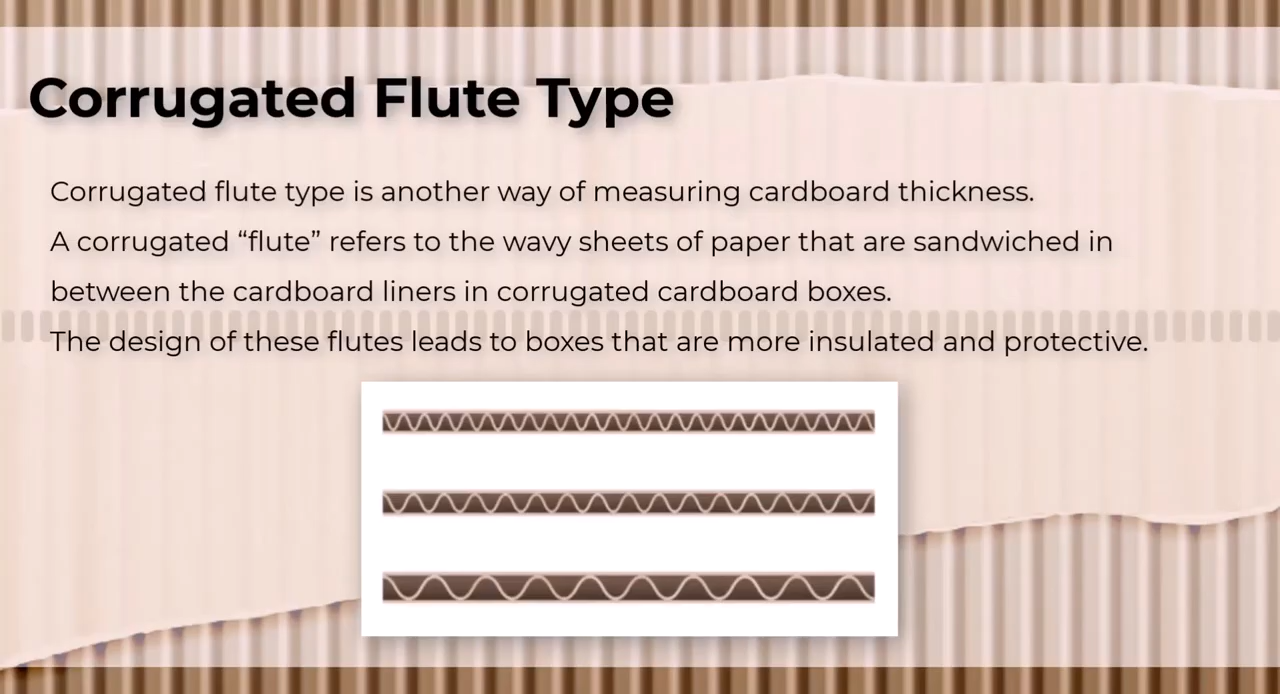 Corrugated Flute Type
Corrugated flute type is another way of measuring cardboard thickness.
A corrugated “flute” refers to the wavy sheets of paper that are sandwiched in
between the cardboard liners in corrugated cardboard boxes.
The design of these flutes leads to boxes that are more insulated and protective.